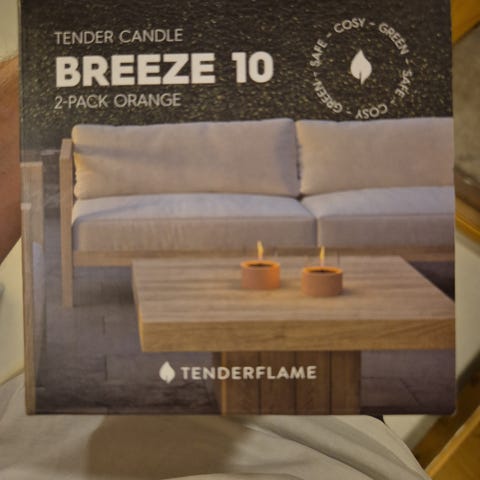 TENDER CANDLE
BREEZE 10
2-PACK ORANGE
SAFE - COSY - GREEN - SAFE - COSY - GREEN -
TENDERFLAME